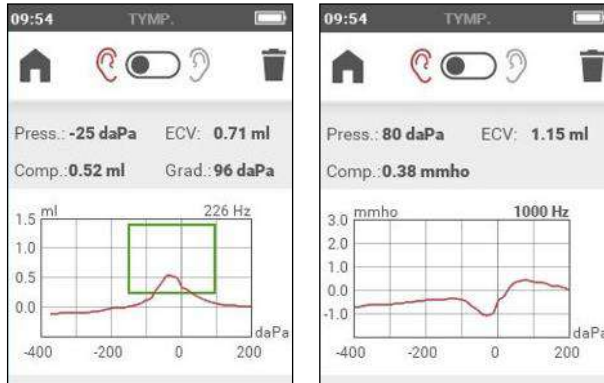 09:54 TYMP.
Press.: -25 daPa ECV: 0.71 ml
Comp.:0.52 ml Grad.: 96 daPa
ml 226 Hz
1.5
1.0
0.5
0.0
daPa
-400 -200 0 200
09:54 TYMP.
Press.: 80 daPa ECV: 1.15 ml
Comp.:0.38 mmho
mmho 1000 Hz
3.0
2.0
1.0
0.0
-1.0
daPa
-400 -200 0 200